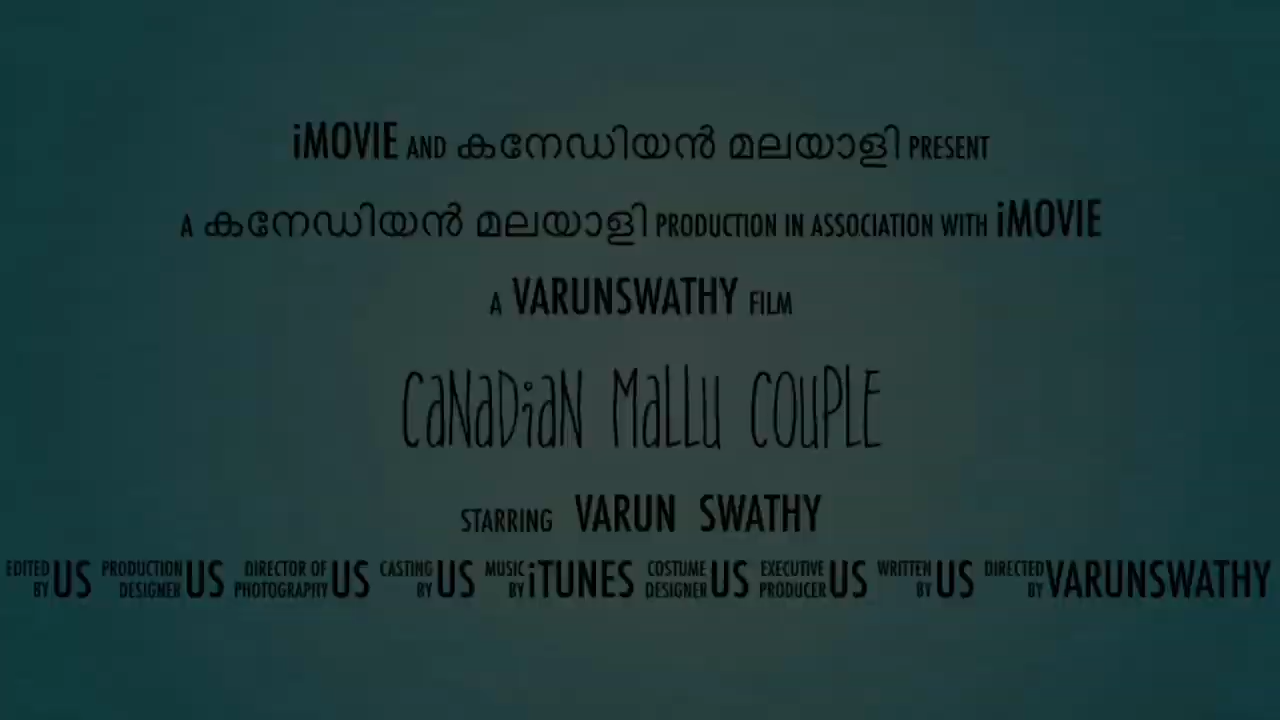 iMOVIE AND കനേഡിയൻ മലയാളി PRESENT
A കനേഡിയൻ മലയാളി PRODUCTION IN ASSOCIATION WITH iMOVIE
A VARUNSWATHY FILM
CaNaDiaN MaLLU COUPLE
STARRING VARUN SWATHY
EDITED BY US PRODUCTION DESIGNER US DIRECTOR OF PHOTOGRAPHY US CASTING BY US MUSIC BY iTUNES COSTUME DESIGNER US EXECUTIVE PRODUCER US WRITTEN BY US DIRECTED BY VARUNSWATHY